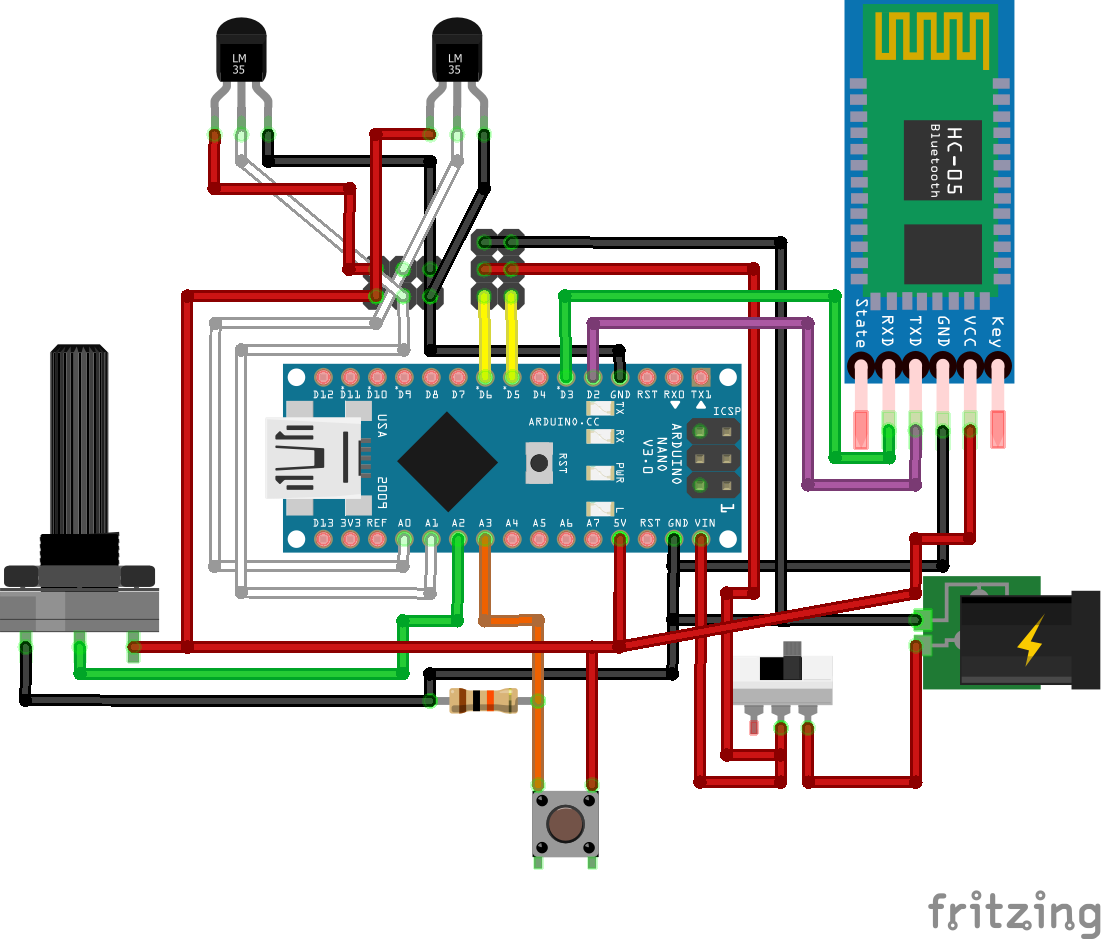 LM
35
LM
35
HC-05
Bluetooth
State
RXD
TXD
GND
VCC
Key
D12
D11
D10
D9
D8
D7
D6
D5
D4
D3
D2
GND
RST
RX0
TX1
USA
2009
ARDUINO.CC
RST
TX
RX
PWR
L
ARDUINO
NANO
V3.0
ICSP
1
D13
3V3
REF
A0
A1
A2
A3
A4
A5
A6
A7
5V
RST
GND
VIN
fritzing